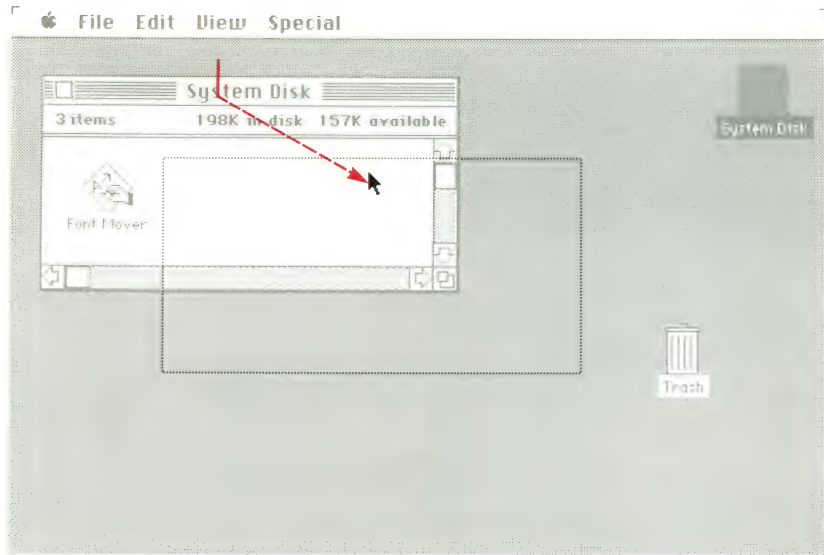 File Edit View Special
System Disk
3 items 198K in disk 157K available
System Disk
Font Mover
Trash